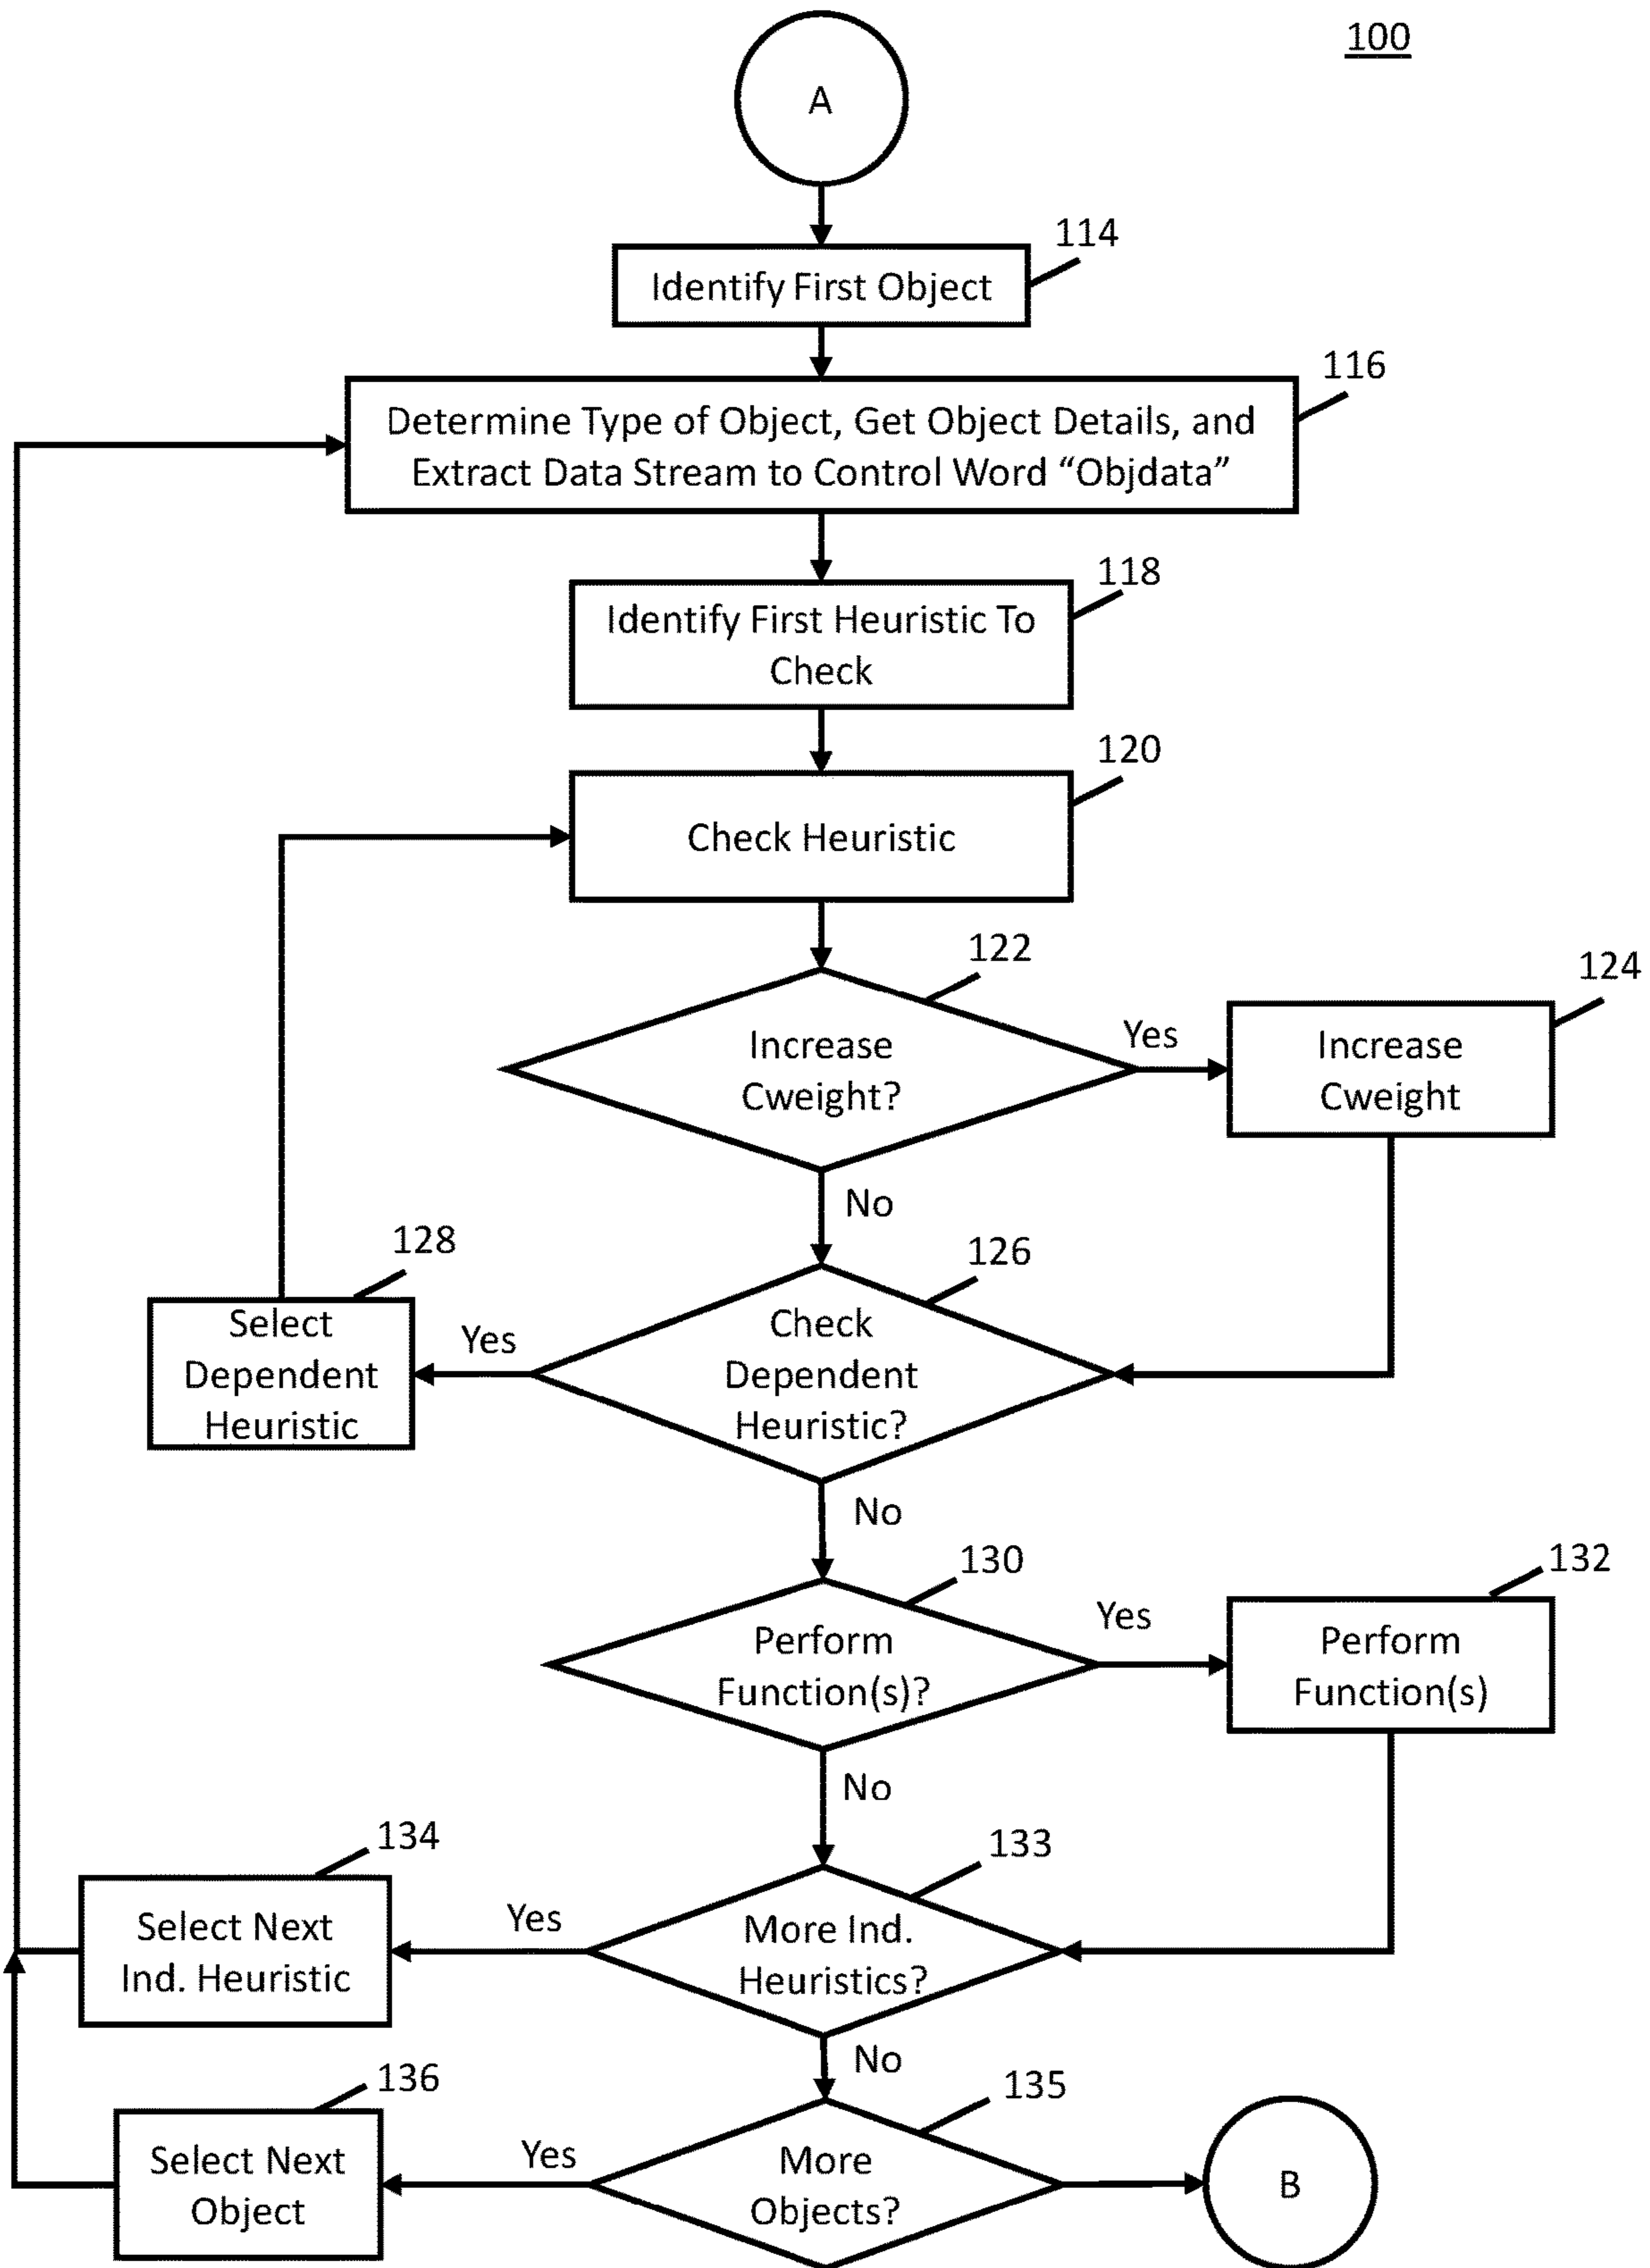 100
A
114
Identify First Object
116
Determine Type of Object, Get Object Details, and
Extract Data Stream to Control Word “Objdata”
118
Identify First Heuristic To
Check
120
Check Heuristic
122
124
Increase
Cweight?
Yes
Increase
Cweight
No
128
126
Select
Dependent
Heuristic
Yes
Check
Dependent
Heuristic?
No
130
132
Perform
Function(s)?
Yes
Perform
Function(s)
No
134
133
Select Next
Ind. Heuristic
Yes
More Ind.
Heuristics?
No
136
135
Select Next
Object
Yes
More
Objects?
B